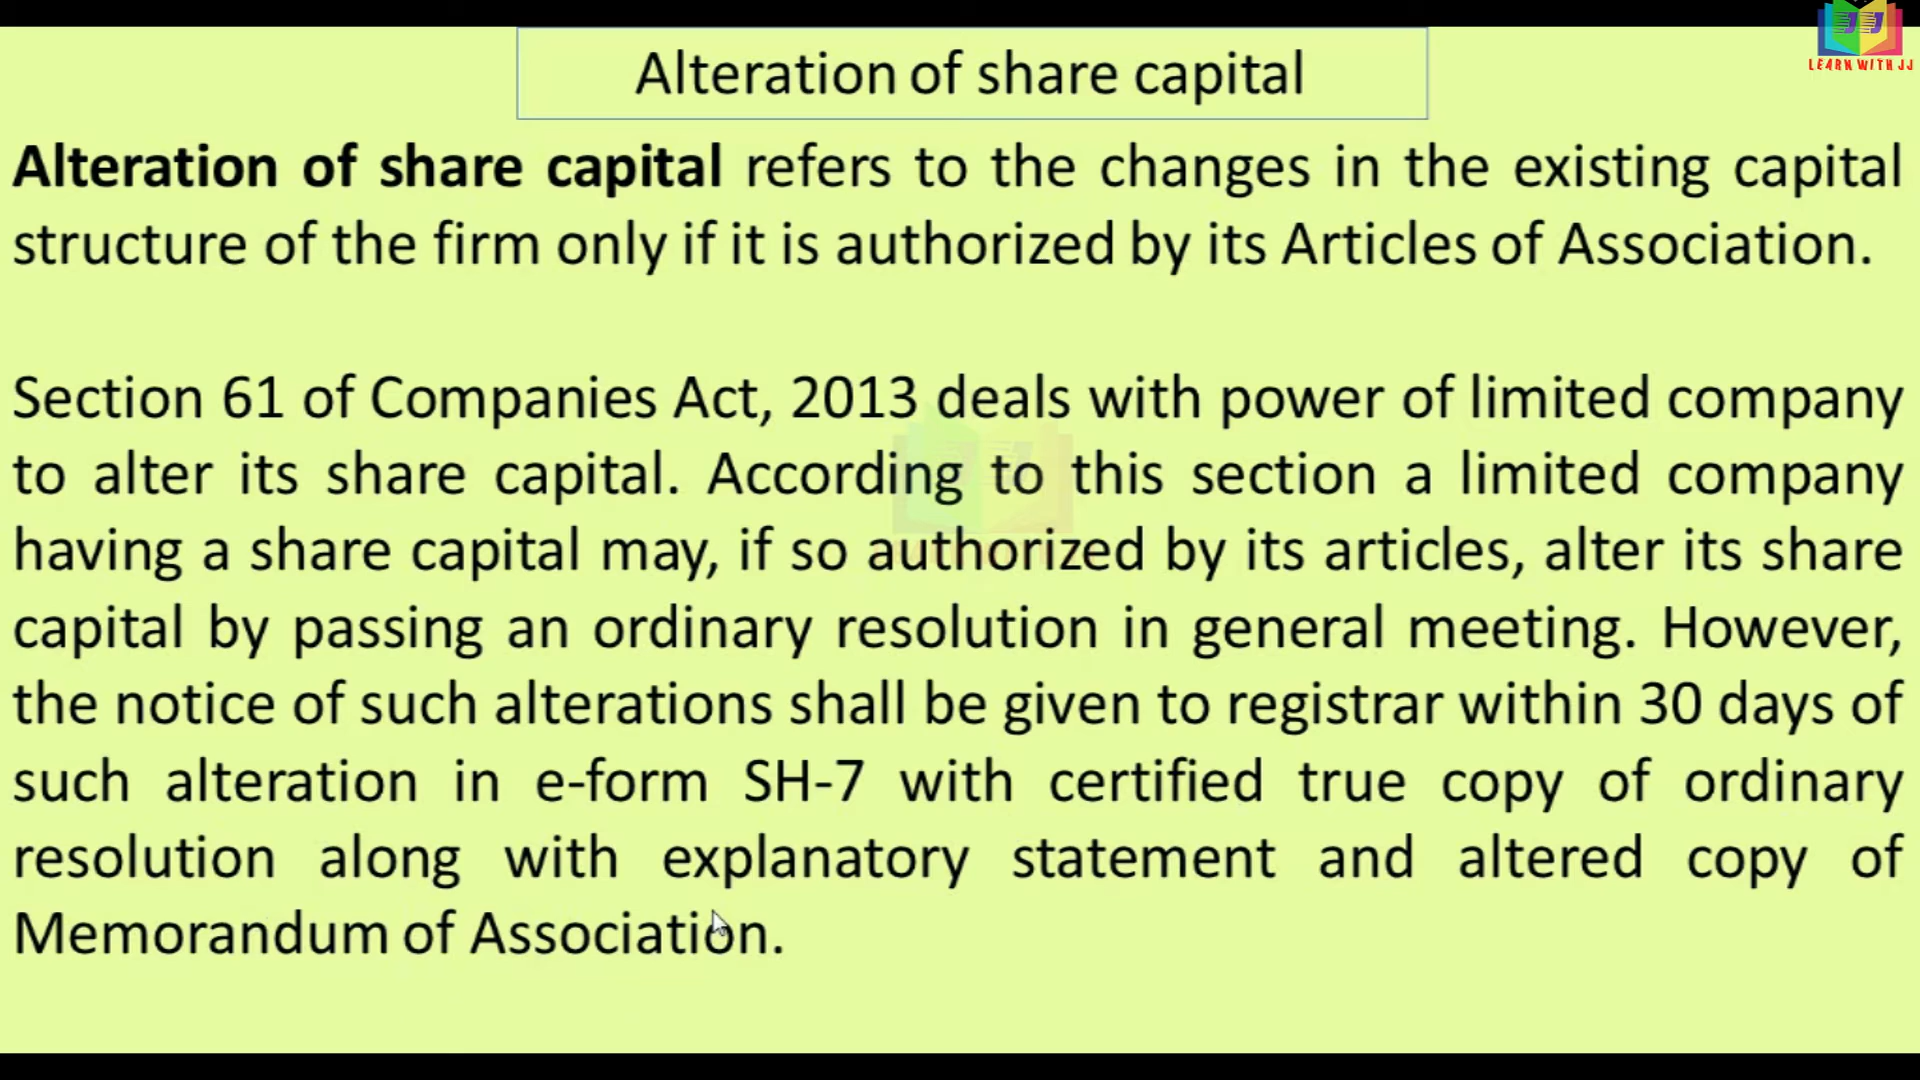 LEARN WITH JJ
Alteration of share capital
Alteration of share capital refers to the changes in the existing capital
structure of the firm only if it is authorized by its Articles of Association.
Section 61 of Companies Act, 2013 deals with power of limited company
to alter its share capital. According to this section a limited company
having a share capital may, if so authorized by its articles, alter its share
capital by passing an ordinary resolution in general meeting. However,
the notice of such alterations shall be given to registrar within 30 days of
such alteration in e-form SH-7 with certified true copy of ordinary
resolution along with explanatory statement and altered copy of
Memorandum of Association.